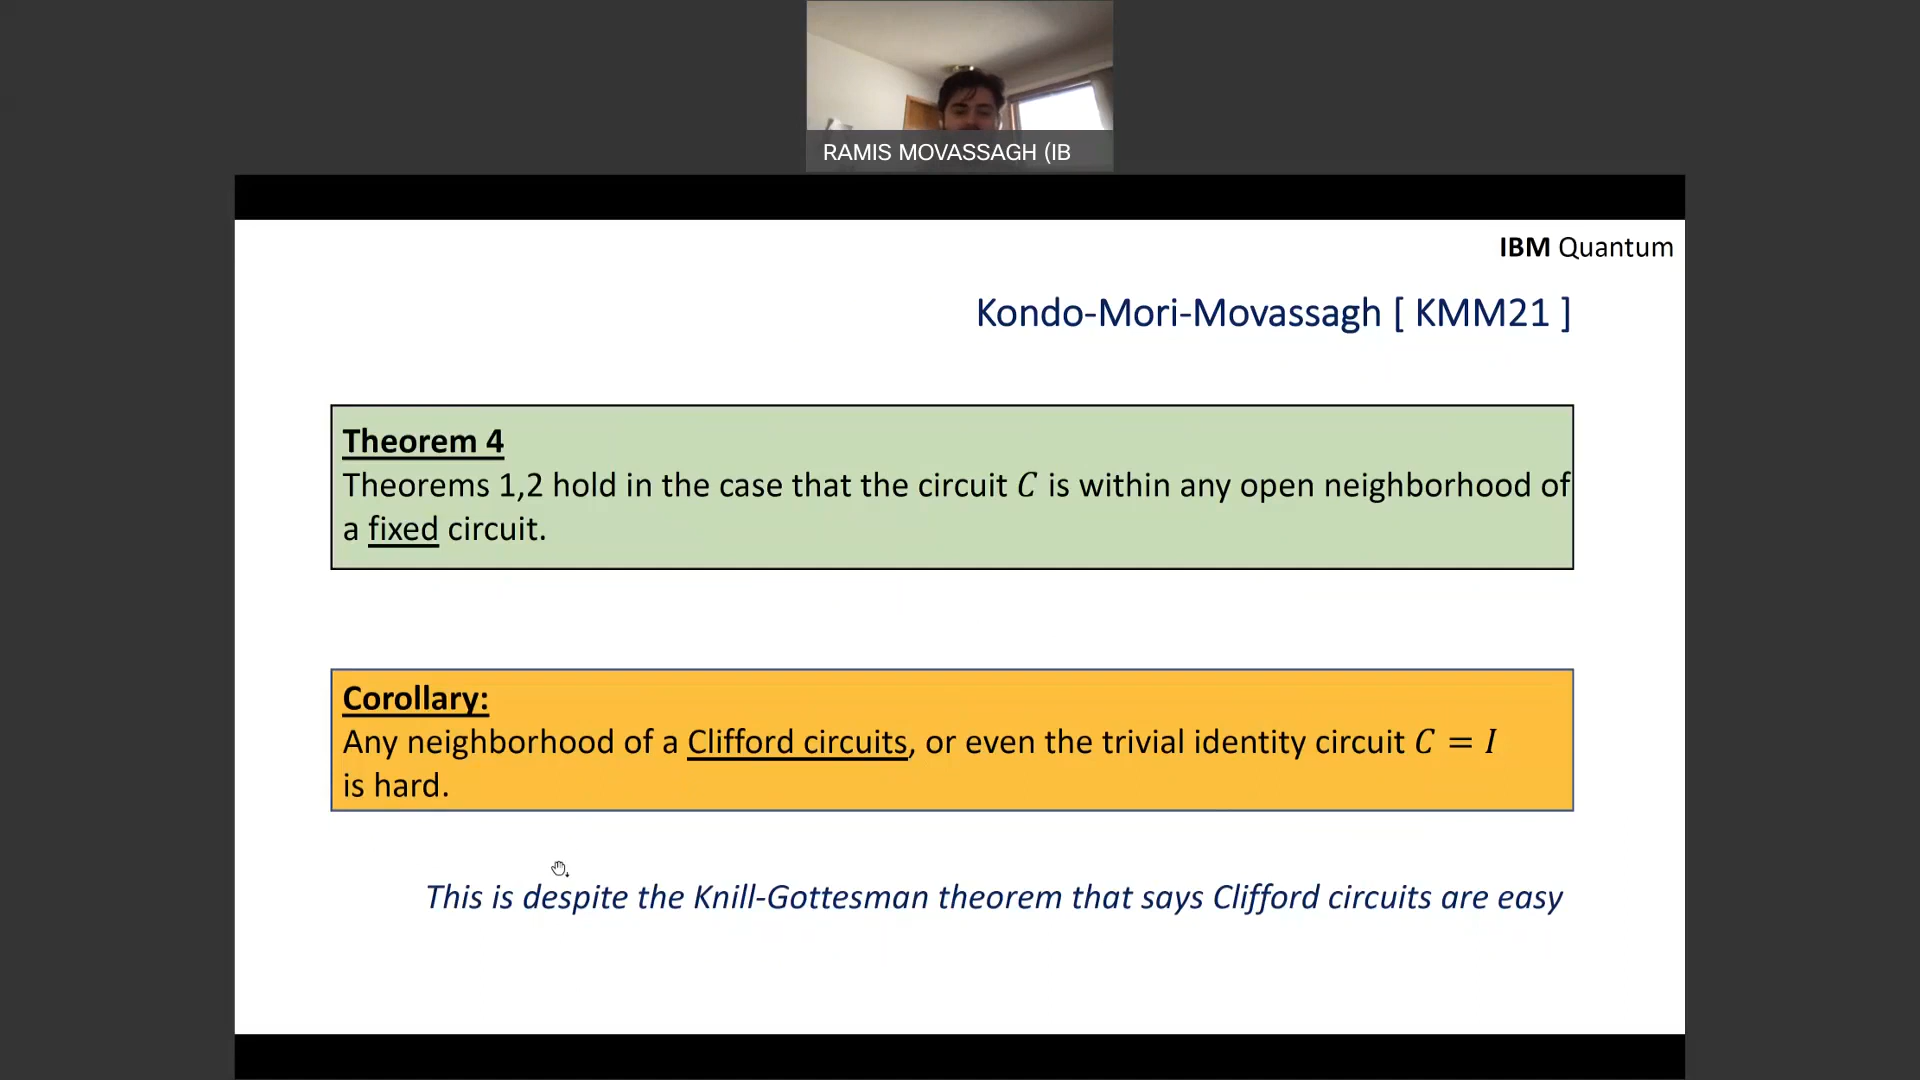 RAMIS MOVASSAGH (IB
IBM Quantum
Kondo-Mori-Movassagh [ KMM21 ]
Theorem 4
Theorems 1,2 hold in the case that the circuit C is within any open neighborhood of
a fixed circuit.
Corollary:
Any neighborhood of a Clifford circuits, or even the trivial identity circuit C = I
is hard.
This is despite the Knill-Gottesman theorem that says Clifford circuits are easy